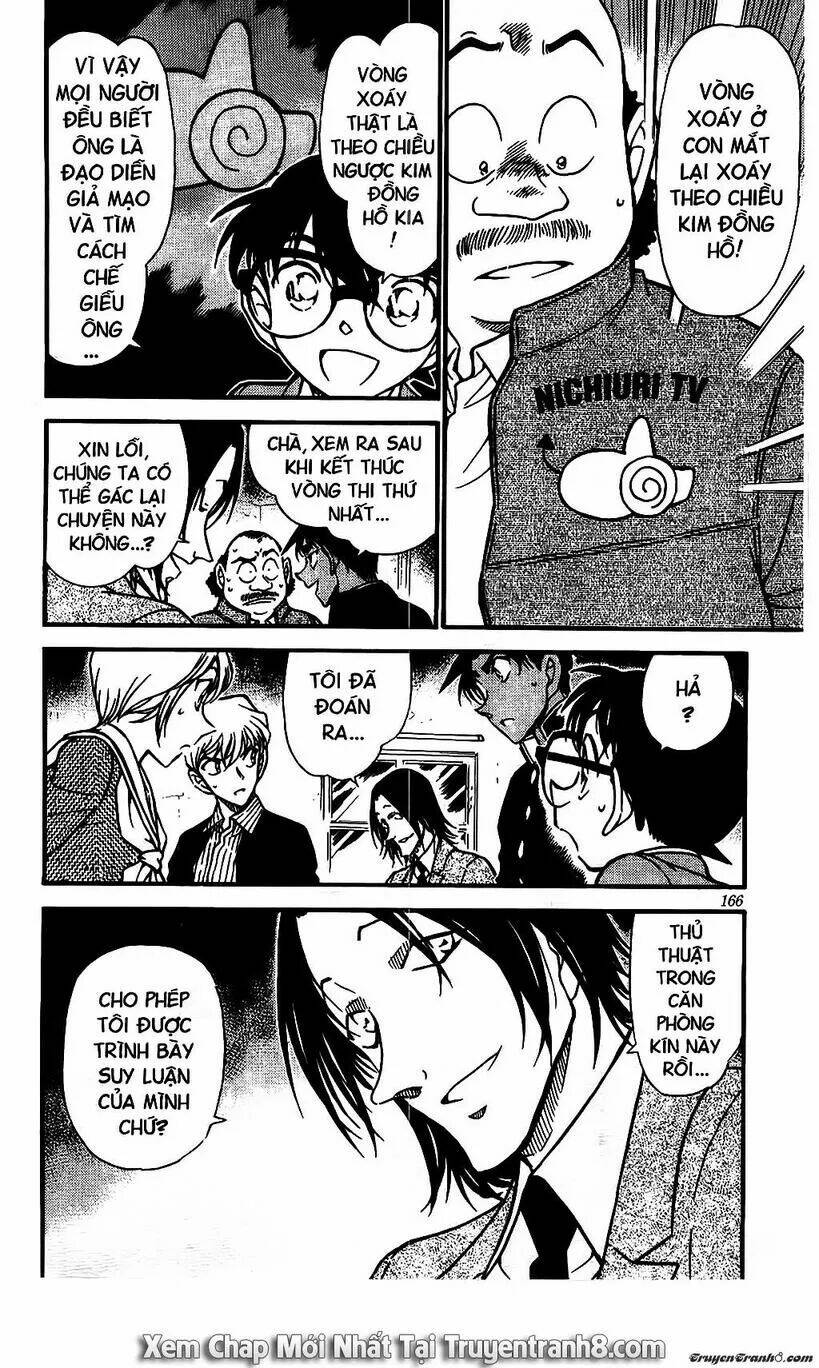 VÒNG
XOÁY Ở
CON MẮT
LẠI XOÁY
THEO CHIỀU
KIM ĐỒNG
HỒ!
NICHIURI TV
VÒNG
XOÁY
THẬT LÀ
THEO CHIỀU
NGƯỢC KIM
ĐỒNG
HỒ KIA
!
VÌ VẬY
MỌI NGƯỜI
ĐỀU BIẾT
ÔNG LÀ
ĐẠO DIỄN
GIẢ MẠO
VÀ TÌM
CÁCH
CHẾ
GIỄU
ÔNG
...
CHÀ, XEM RA SAU
KHI KẾT THÚC
VÒNG THI THỨ
NHẤT...
XIN LỖI,
CHÚNG TA CÓ
THỂ GÁC LẠI
CHUYỆN NÀY
KHÔNG...?
HẢ
?
TÔI ĐÃ
ĐOÁN
RA...
166
THỦ
THUẬT
TRONG
CĂN
PHÒNG
KÍN NÀY
RỒI...
CHO PHÉP
TÔI ĐƯỢC
TRÌNH BÀY
SUY LUẬN
CỦA MÌNH
CHỨ?
Xem Chap Mới Nhất Tại Truyentranh8.com
TruyenTranh8.com